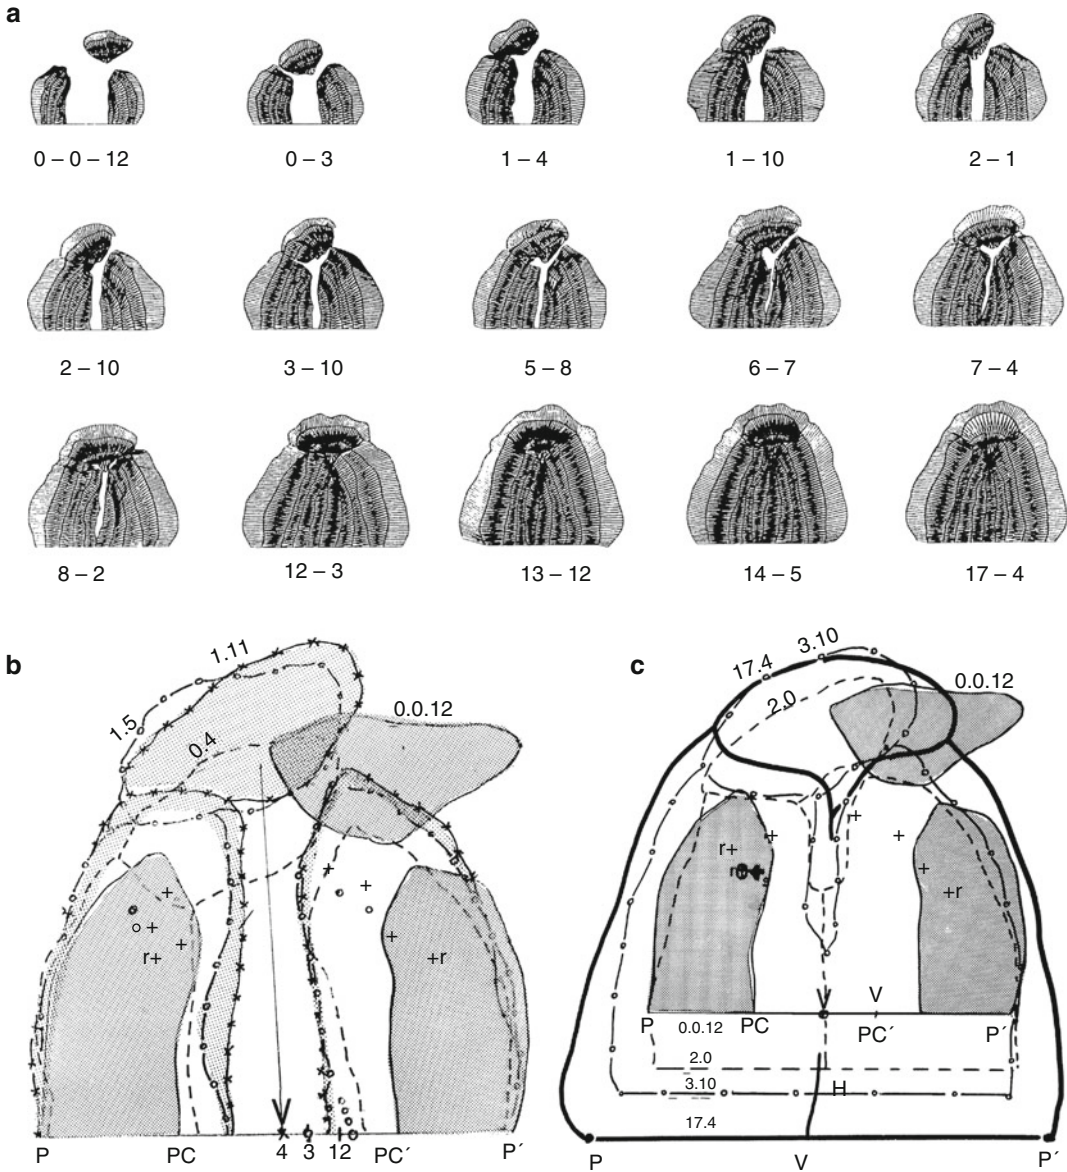 a
0 – 0 – 12
0 – 3
1 – 4
1 – 10
2 – 1
2 – 10
3 – 10
5 – 8
6 – 7
7 – 4
8 – 2
12 – 3
13 – 12
14 – 5
17 – 4
b
1.11
1.5
0.4
0.0.12
r+
+r
P
PC
4
3
12
PC´
P´
c
3.10
17.4
2.0
0.0.12
r+
+r
V
P
0.0.12
PC
PC´
P´
2.0
3.10
H
17.4
P
V
P´